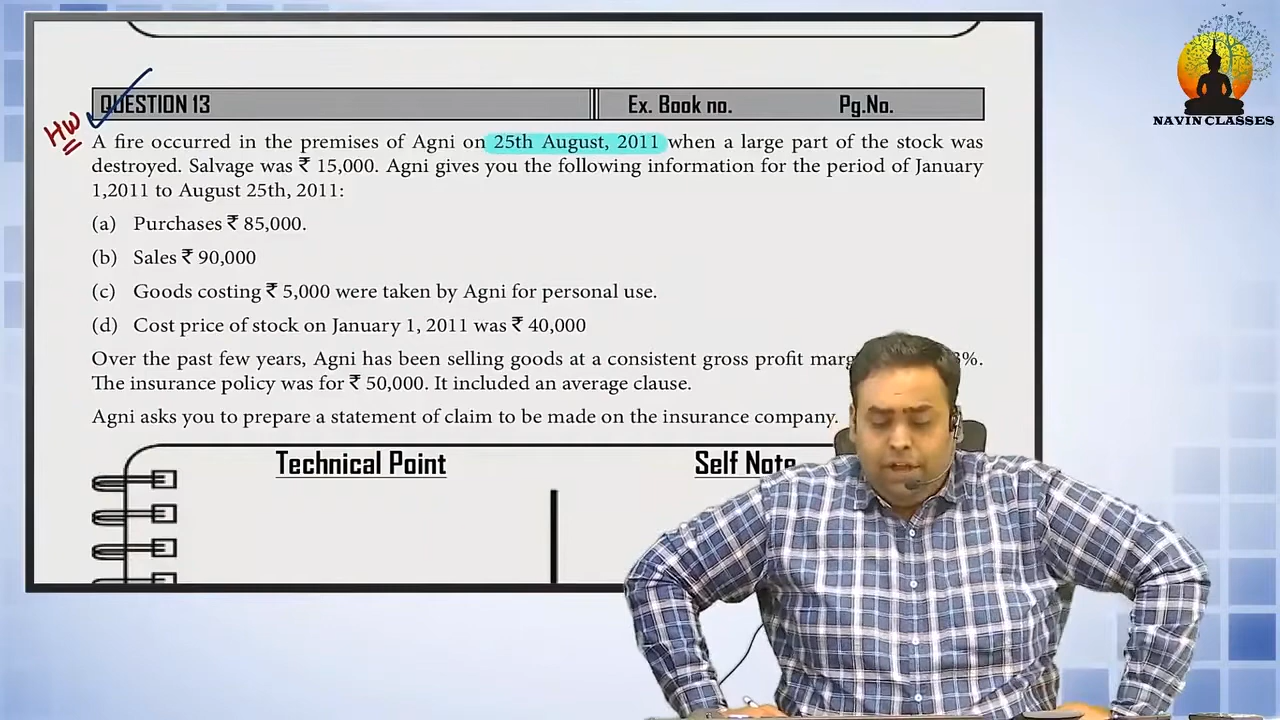 NAVIN CLASSES
QUESTION 13 Ex. Book no. Pg.No.
HW
A fire occurred in the premises of Agni on 25th August, 2011 when a large part of the stock was
destroyed. Salvage was ₹ 15,000. Agni gives you the following information for the period of January
1,2011 to August 25th, 2011:
(a) Purchases ₹ 85,000.
(b) Sales ₹ 90,000
(c) Goods costing ₹ 5,000 were taken by Agni for personal use.
(d) Cost price of stock on January 1, 2011 was ₹ 40,000
Over the past few years, Agni has been selling goods at a consistent gross profit
The insurance policy was for ₹ 50,000. It included an average clause.
Agni asks you to prepare a statement of claim to be made on the insurance company.
Technical Point Self Note